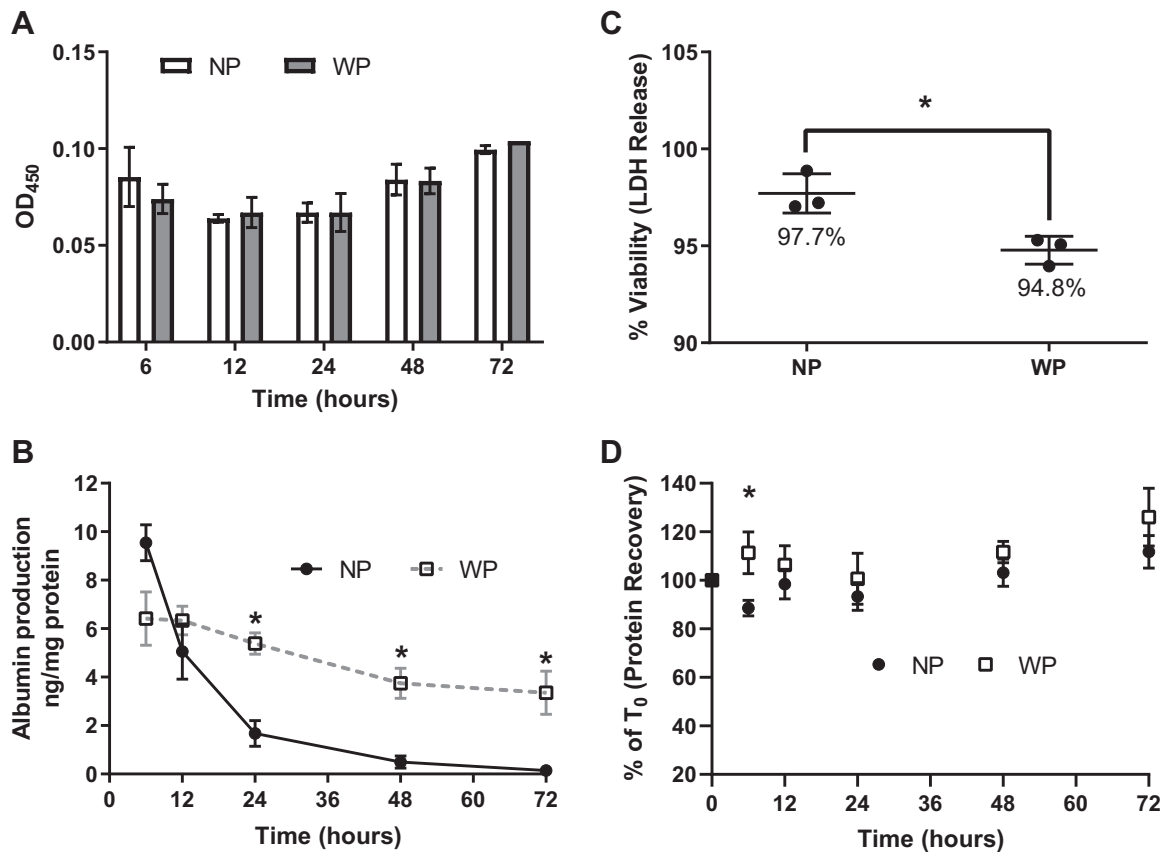 A
0.15
0.10
0.05
0.00
OD450
NP WP
6 12 24 48 72
Time (hours)
C
105
100
95
90
% Viability (LDH Release)
*
97.7%
94.8%
NP WP
B
12
10
8
6
4
2
0
Albumin production
ng/mg protein
NP WP
* * *
0 12 24 36 48 60 72
Time (hours)
D
140
120
100
80
60
40
20
% of T0 (Protein Recovery)
*
NP WP
0 12 24 36 48 60 72
Time (hours)